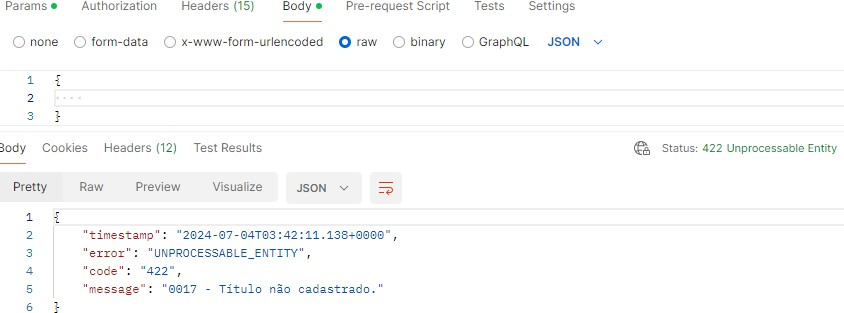 Params Authorization Headers (15) Body Pre-request Script Tests Settings
none form-data x-www-form-urlencoded raw binary GraphQL JSON
1 {
2 ····
3 }
Body Cookies Headers (12) Test Results Status: 422 Unprocessable Entity
Pretty Raw Preview Visualize JSON
1 {
2 "timestamp": "2024-07-04T03:42:11.138+0000",
3 "error": "UNPROCESSABLE_ENTITY",
4 "code": "422",
5 "message": "0017 - Título não cadastrado."
6 }